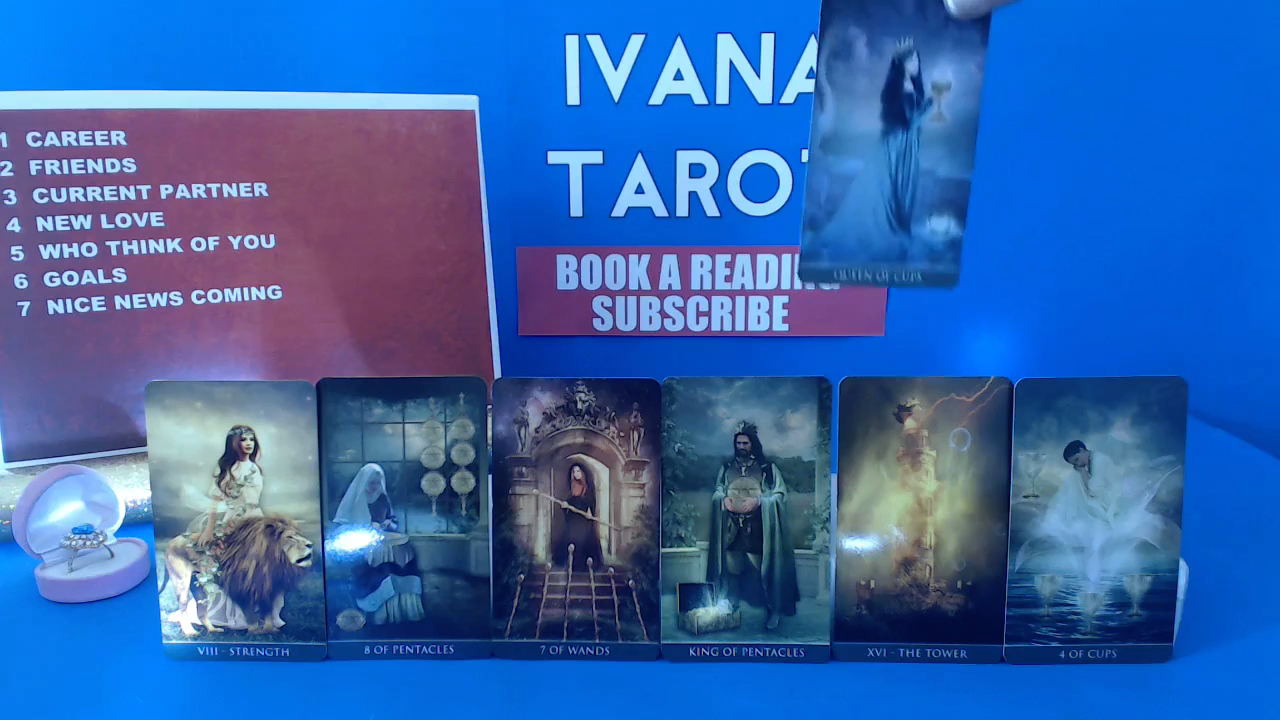 IVANA
TAROT
BOOK A READING
SUBSCRIBE
1 CAREER
2 FRIENDS
3 CURRENT PARTNER
4 NEW LOVE
5 WHO THINK OF YOU
6 GOALS
7 NICE NEWS COMING
QUEEN OF CUPS
VIII - STRENGTH
8 OF PENTACLES
7 OF WANDS
KING OF PENTACLES
XVI - THE TOWER
4 OF CUPS